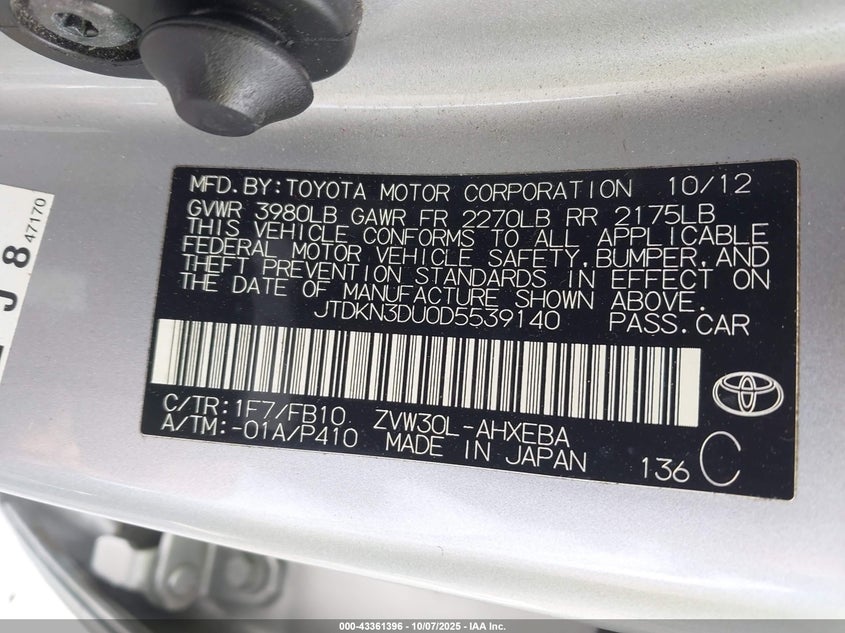 MFD.BY:TOYOTA MOTOR CORPORATION 10/12
GVWR 3980LB GAWR FR 2270LB RR 2175LB
THIS VEHICLE CONFORMS TO ALL APPLICABLE
FEDERAL MOTOR VEHICLE SAFETY,BUMPER,AND
THEFT PREVENTION STANDARDS IN EFFECT ON
THE DATE OF MANUFACTURE SHOWN ABOVE.
JTDKN3DU0D5539140 PASS.CAR
C/TR:1F7/FB10 ZVW30L-AHXEBA
A/TM:-01A/P410 MADE IN JAPAN
136 C
J8
47170
000-43361396 - 10/07/2025 - IAA Inc.